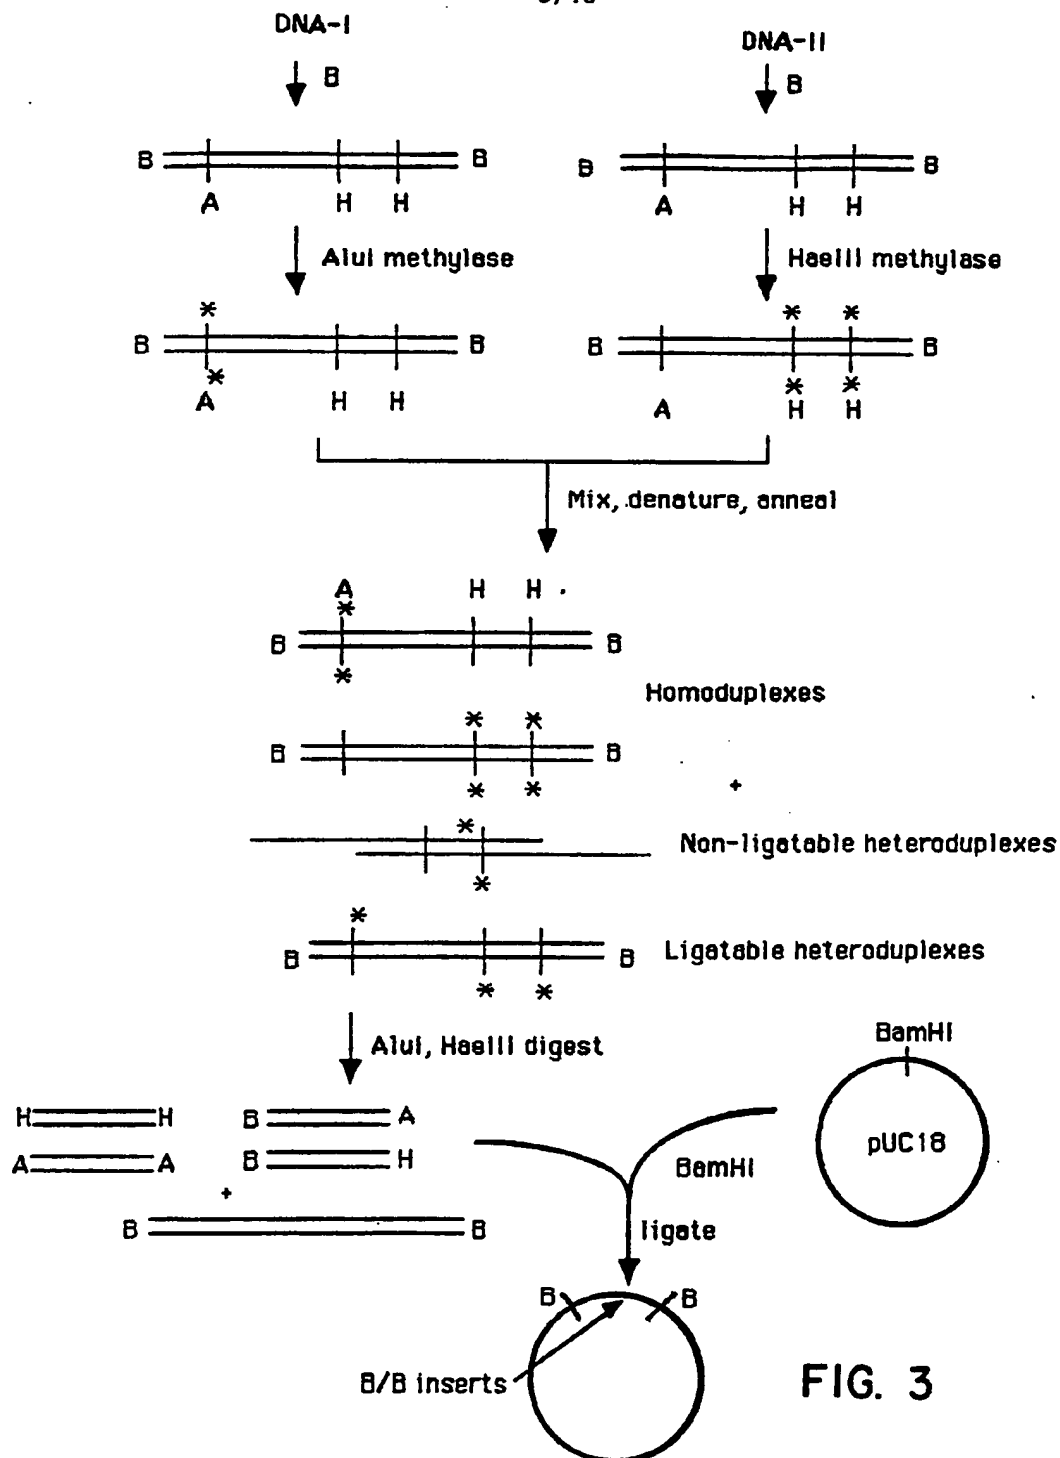 DNA-I
DNA-II
B
B
B B
A H H
B B
A H H
AluI methylase
HaeIII methylase
* 
B B
*
A H H
* *
B B
* *
A H H
Mix, denature, anneal
A H H
*
B B
*
Homoduplexes
* *
B B
* *
+
*
Non-ligatable heteroduplexes
*
*
B B
Ligatable heteroduplexes
* *
AluI, HaeIII digest
BamHI
H H
B A
A A
B H
pUC18
BamHI
+
B B
ligate
B B
B/B inserts
FIG. 3